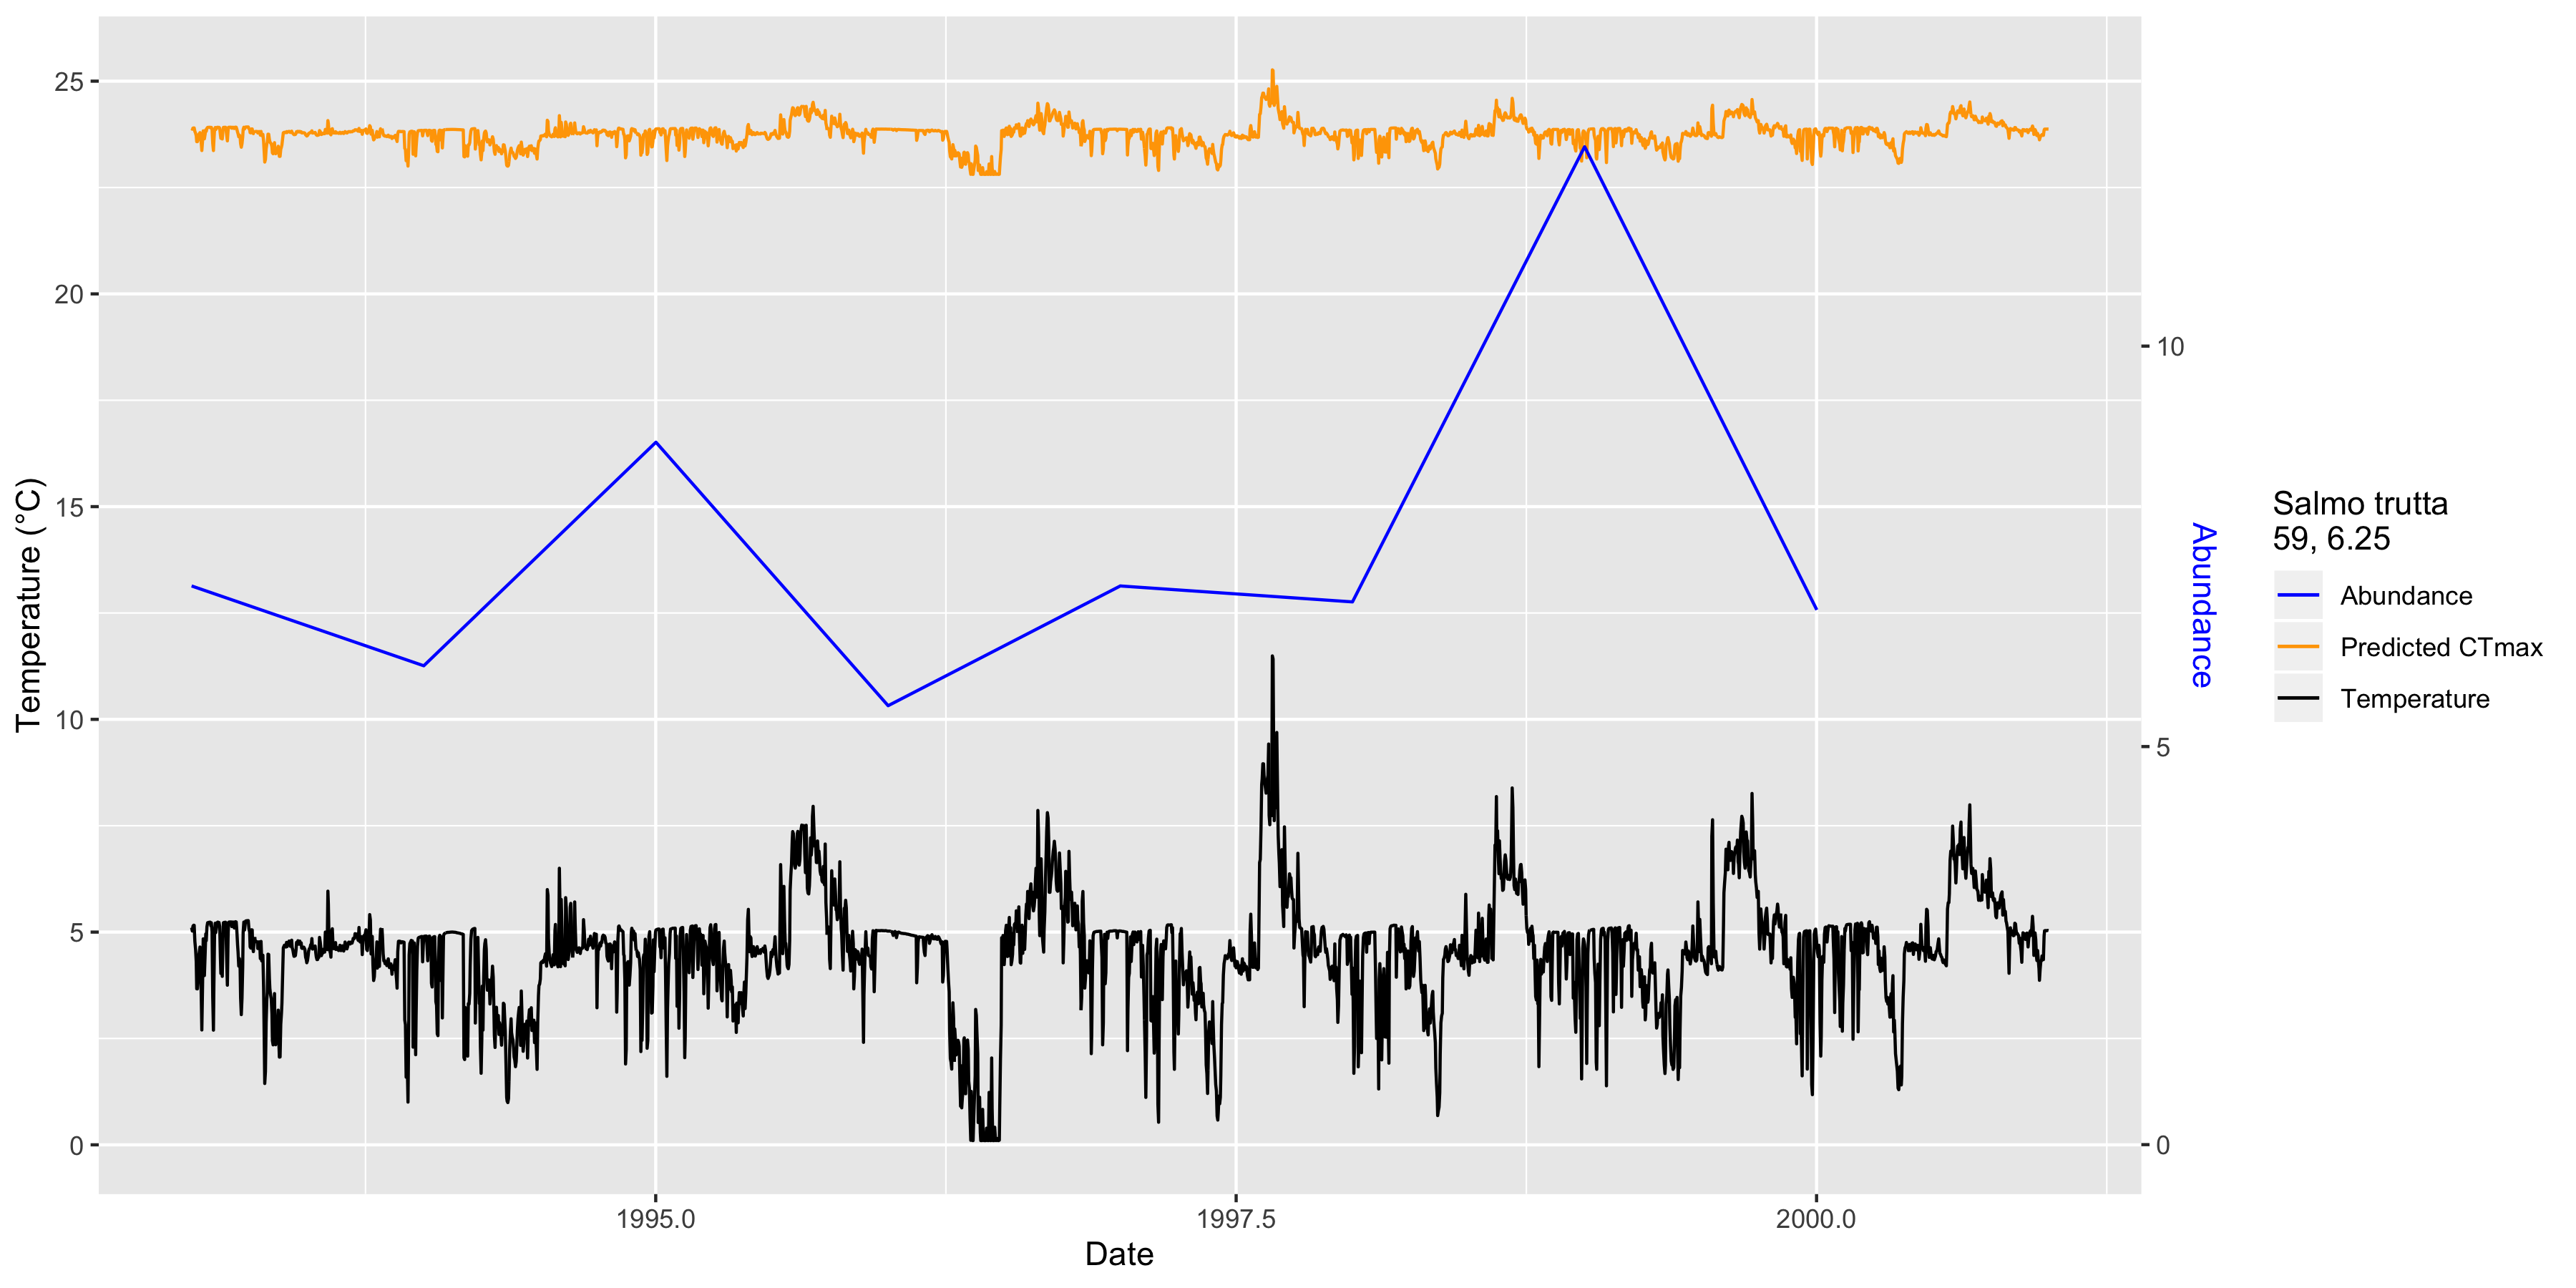 25
20
15
10
5
0
Temperature (°C)
1995.0
1997.5
2000.0
Date
10
5
0
Abundance
Salmo trutta
59, 6.25
Abundance
Predicted CTmax
Temperature